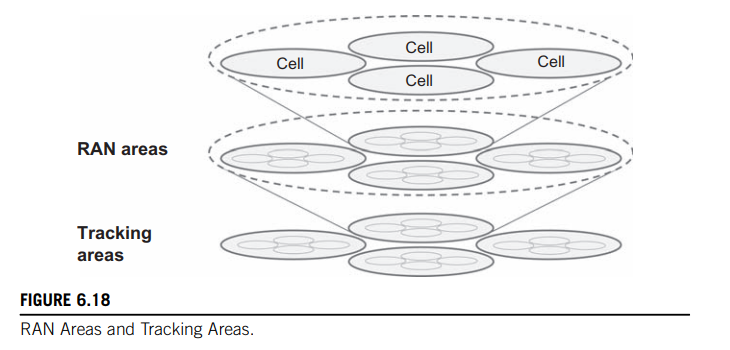 Cell
Cell
Cell
Cell
RAN areas
Tracking
areas
FIGURE 6.18
RAN Areas and Tracking Areas.